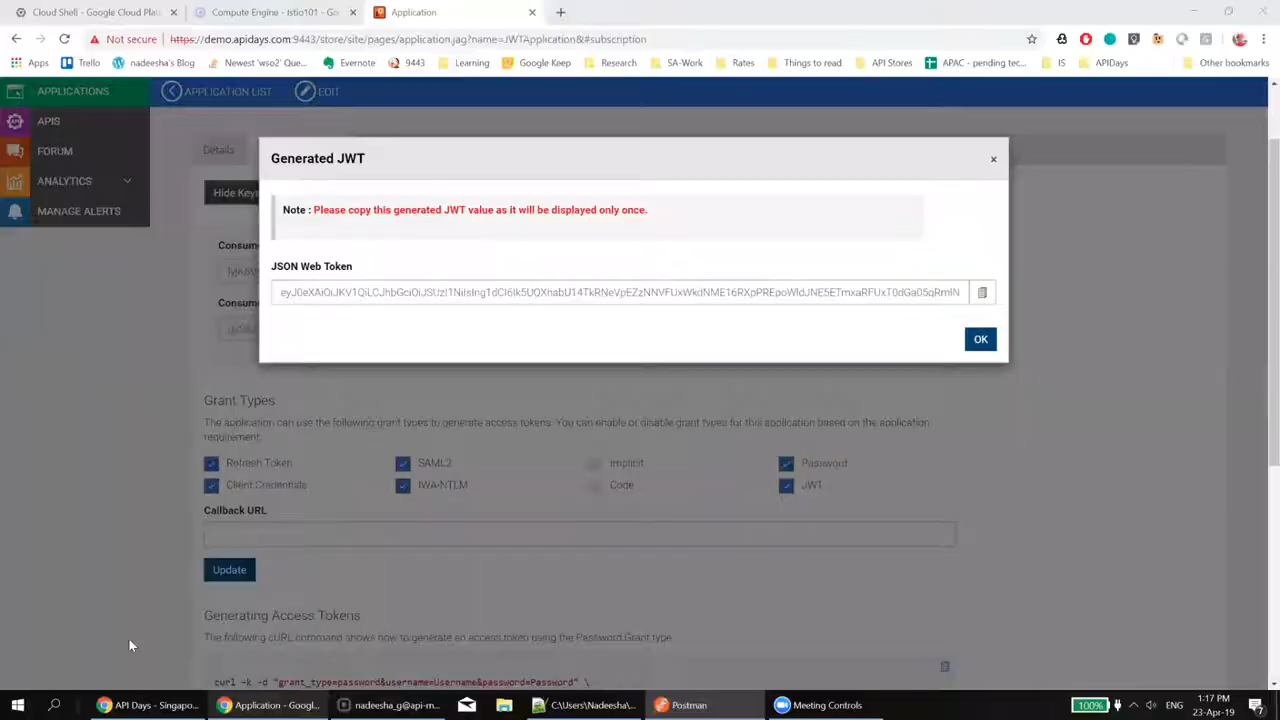 Cloud Shell - Google Cloud Plat
Compute Engine - Istio101 - Go
Application
Not secure
https://demo.apidays.com:9443/store/site/pages/application.jag?name=JWTApplication&#subscription
Apps
Trello
nadeesha's Blog
Newest 'wso2' Que...
Evernote
9443
Learning
Google Keep
Research
SA-Work
Rates
Things to read
API Stores
APAC - pending tec...
IS
APIDays
Other bookmarks
APPLICATIONS
APPLICATION LIST
EDIT
APIS
FORUM
ANALYTICS
MANAGE ALERTS
Details
Generated JWT
×
Hide Key
Note : Please copy this generated JWT value as it will be displayed only once.
Consum
JSON Web Token
Consum
OK
Grant Types
The application can use the following grant types to generate access tokens. You can enable or disable grant types for this application based on the application
requirement.
Refresh Token
SAML2
Implicit
Password
Client Credentials
IWA-NTLM
Code
JWT
Callback URL
Update
Generating Access Tokens
The following cURL command shows how to generate an access token using the Password Grant type.
curl -k -d "grant_type=password&username=Username&password=Password" \
API Days - Singapo...
Application - Googl...
nadeesha_g@api-m...
C:\Users\Nadeesha\...
Postman
Meeting Controls
100%
ENG
1:17 PM
23-Apr-19